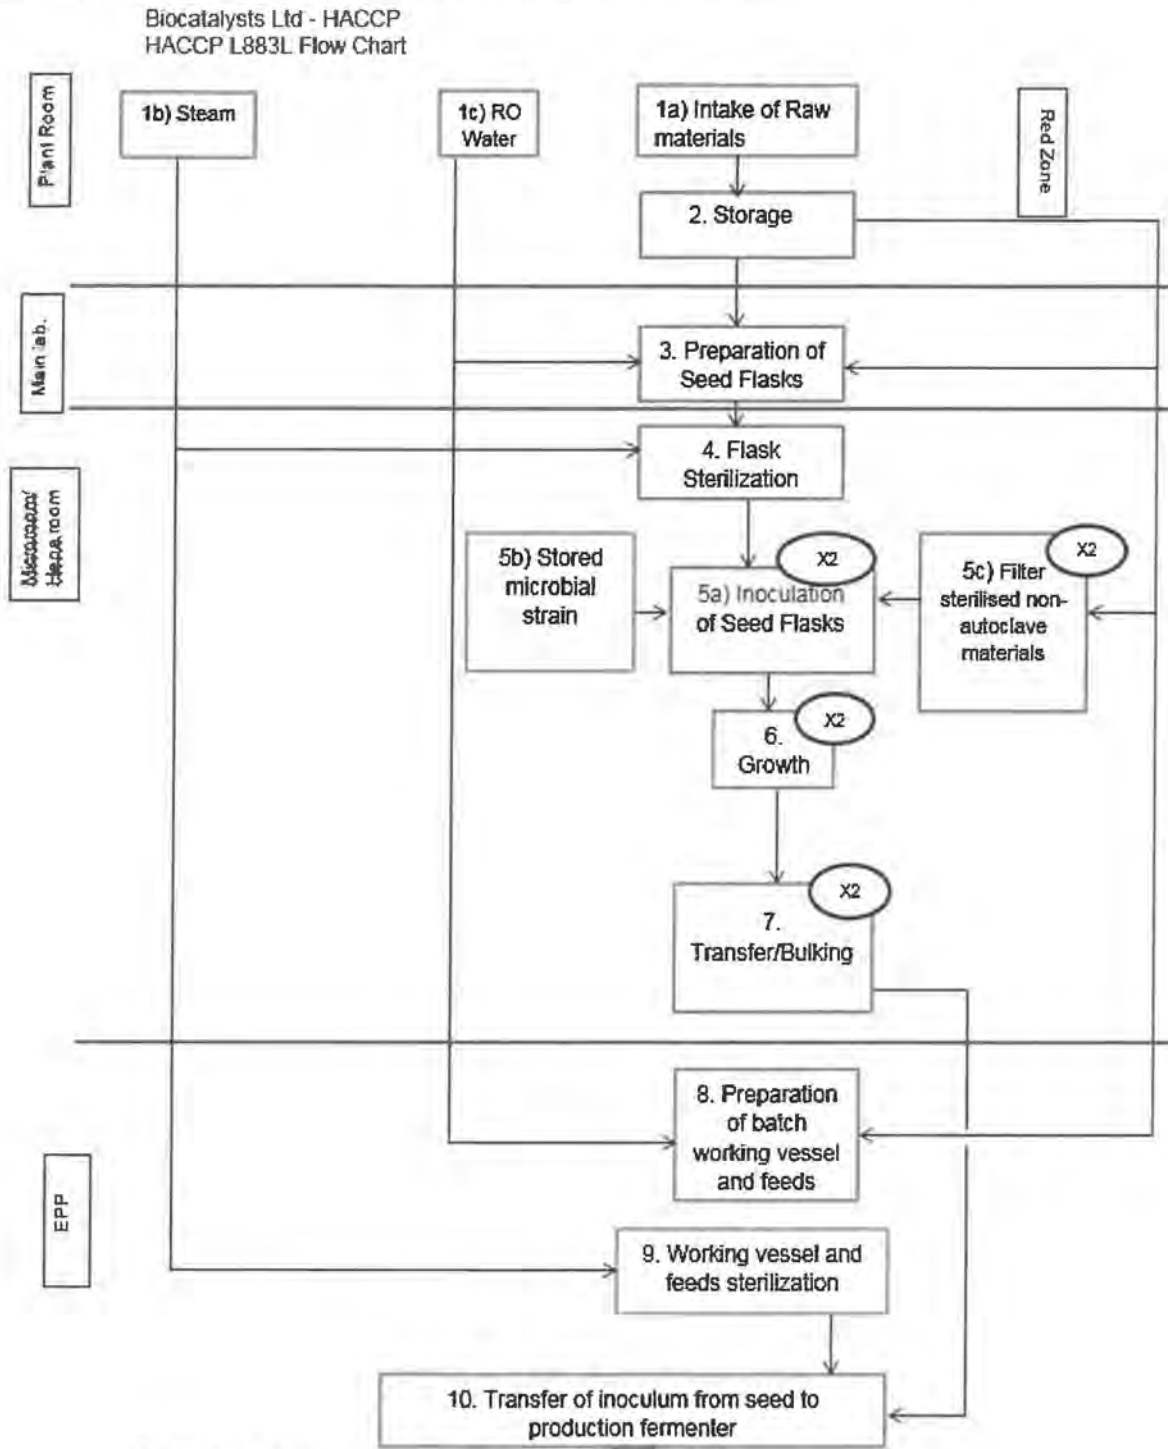 Biocatalysts Ltd - HACCP
HACCP L883L Flow Chart
Plant Room
1b) Steam
1c) RO
Water
1a) Intake of Raw
materials
Red Zone
2. Storage
Main lab.
3. Preparation of
Seed Flasks
4. Flask
Sterilization
room
5b) Stored
microbial
strain
X2
5a) Inoculation
of Seed Flasks
X2
5c) Filter
sterilised non-
autoclave
materials
X2
6.
Growth
X2
7.
Transfer/Bulking
8. Preparation
of batch
working vessel
and feeds
EPP
9. Working vessel and
feeds sterilization
10. Transfer of inoculum from seed to
production fermenter